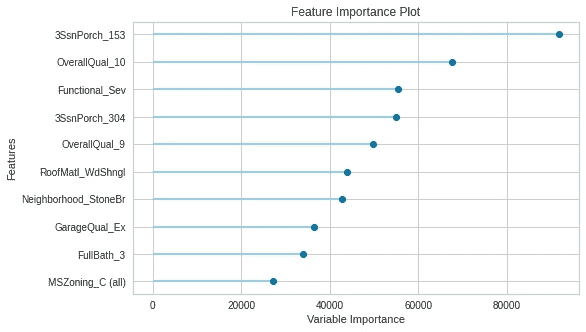 Feature Importance Plot
Features
3SsnPorch_153
OverallQual_10
Functional_Sev
3SsnPorch_304
OverallQual_9
RoofMatl_WdShngl
Neighborhood_StoneBr
GarageQual_Ex
FullBath_3
MSZoning_C (all)
0 20000 40000 60000 80000
Variable Importance